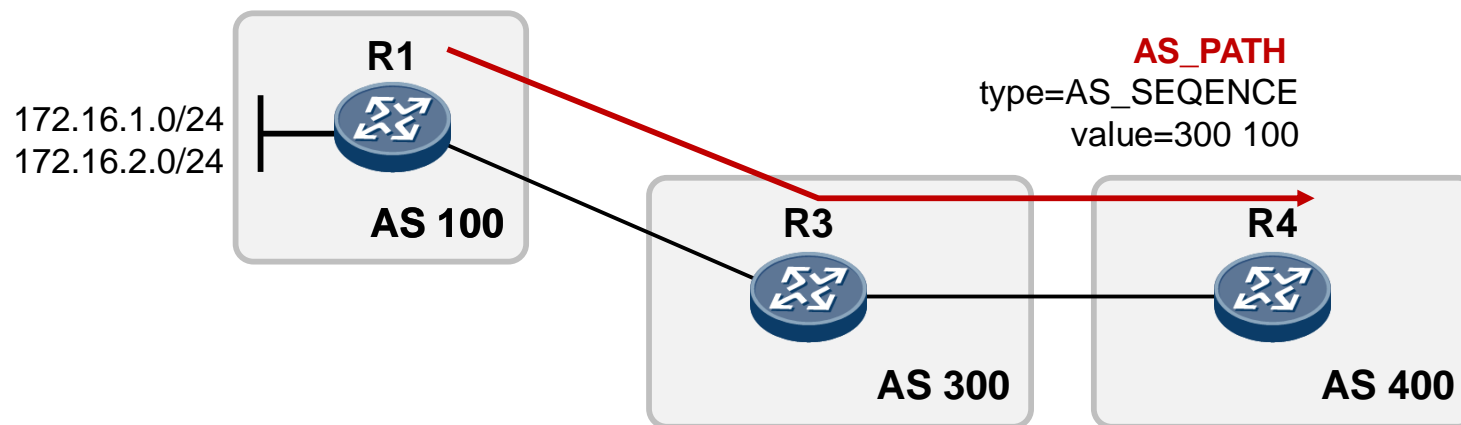 R1
172.16.1.0/24
172.16.2.0/24
AS 100
AS_PATH
type=AS_SEQENCE
value=300 100
R3
AS 300
R4
AS 400